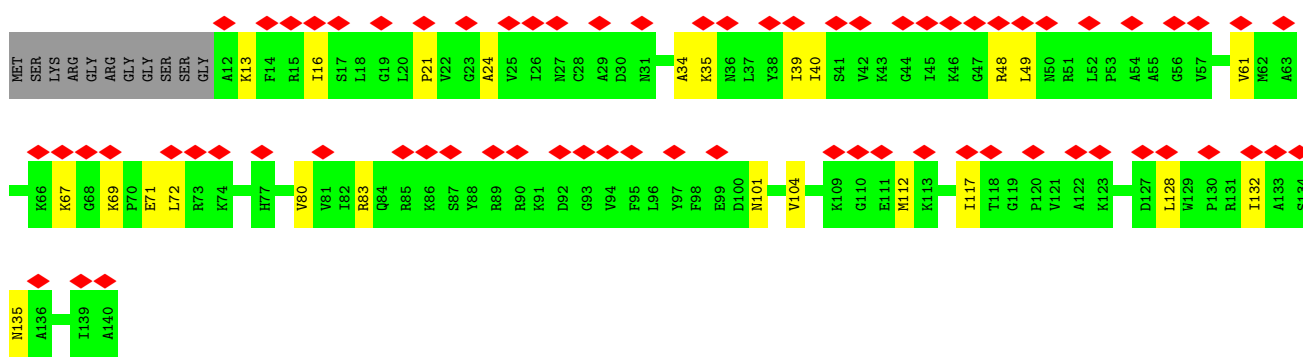 MET SER LYS ARG GLY ARG GLY GLY SER SER GLY A12 K13 F14 R15 I16 S17 L18 G19 L20 P21 V22 G23 A24 V25 I26 N27 C28 A29 D30 N31 A34 K35 N36 L37 Y38 I39 I40 S41 V42 K43 G44 I45 K46 G47 R48 L49 N50 R51 L52 P53 A54 A55 G56 V57 V61 M62 A63
K66 K67 G68 K69 P70 E71 L72 R73 K74 H77 V80 V81 I82 R83 Q84 R85 K86 S87 Y88 R89 R90 K91 D92 G93 V94 F95 L96 Y97 F98 E99 D100 N101 V104 K109 G110 E111 M112 K113 I117 T118 G119 P120 V121 A122 K123 D127 L128 W129 P130 R131 I132 A133 S134
N135 A136 I139 A140